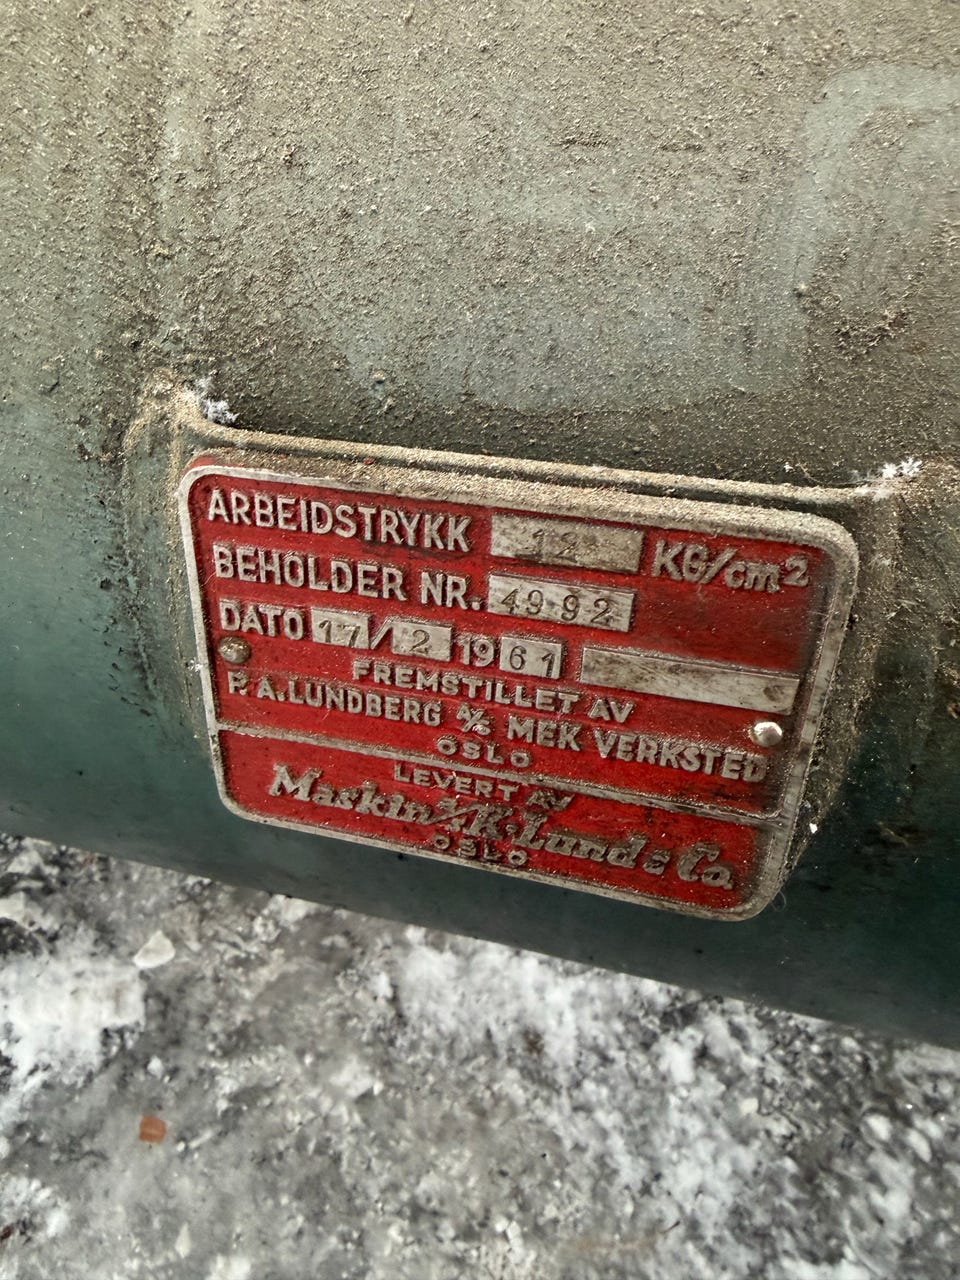 ARBEIDSTRYKK 12 KG/cm²
BEHOLDER NR. 4992
DATO 17/2 1961
FREMSTILLET AV
P. A. LUNDBERG A/S MEK VERKSTED
OSLO
LEVERT AV
Maskin A/S K. Lund & Co.
OSLO